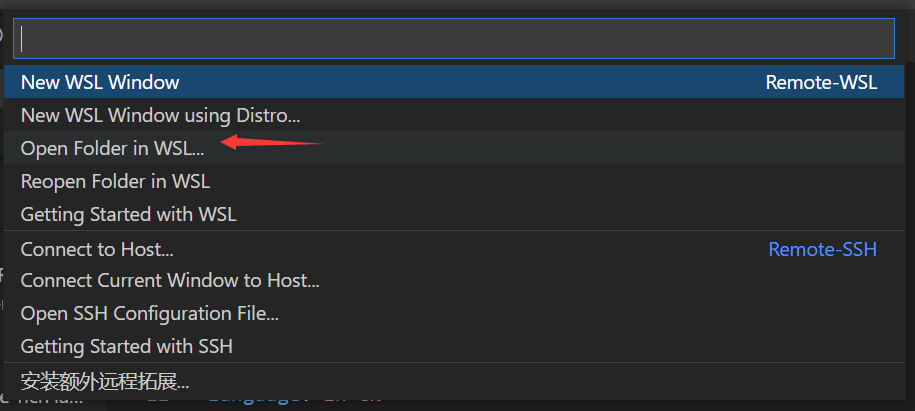 New WSL Window Remote-WSL
New WSL Window using Distro...
Open Folder in WSL...
Reopen Folder in WSL
Getting Started with WSL
Connect to Host... Remote-SSH
Connect Current Window to Host...
Open SSH Configuration File...
Getting Started with SSH
安装额外远程拓展...